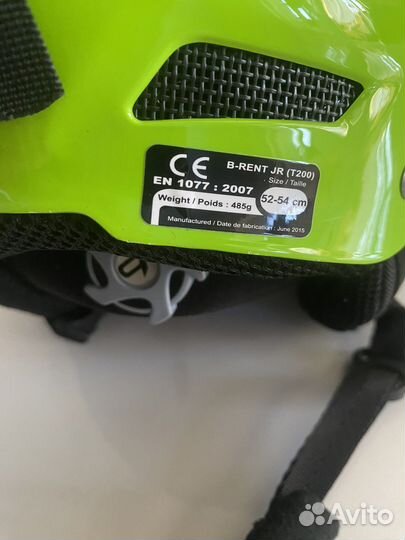 CE B-RENT JR (T200)
Size / Taille
EN 1077 : 2007
52-54 cm
Weight / Poids : 485g
Manufactured / Date de fabrication : June 2015
Avito